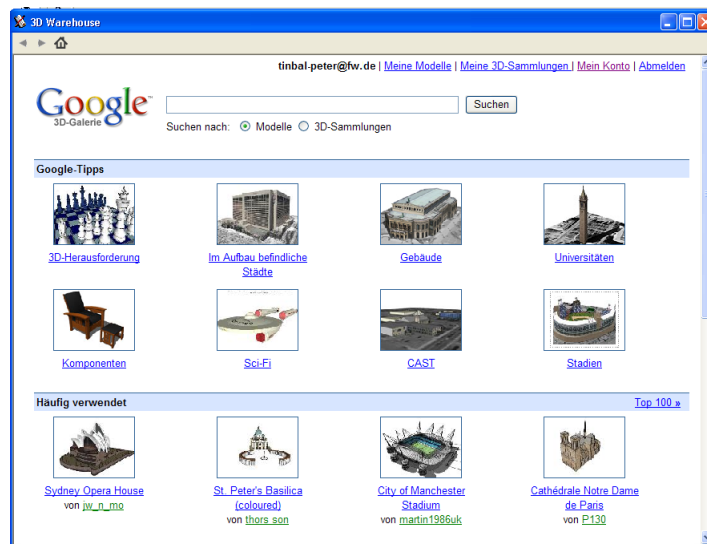 3D Warehouse
tinbal-peter@fw.de | Meine Modelle | Meine 3D-Sammlungen | Mein Konto | Abmelden
Google™
3D-Galerie
Suchen
Suchen nach: Modelle 3D-Sammlungen
Google-Tipps
3D-Herausforderung
Im Aufbau befindliche Städte
Gebäude
Universitäten
Komponenten
Sci-Fi
CAST
Stadien
Häufig verwendet
Top 100 »
Sydney Opera House
von jw_n_mo
St. Peter's Basilica
(coloured)
von thors son
City of Manchester
Stadium
von martin1986uk
Cathédrale Notre Dame
de Paris
von P130